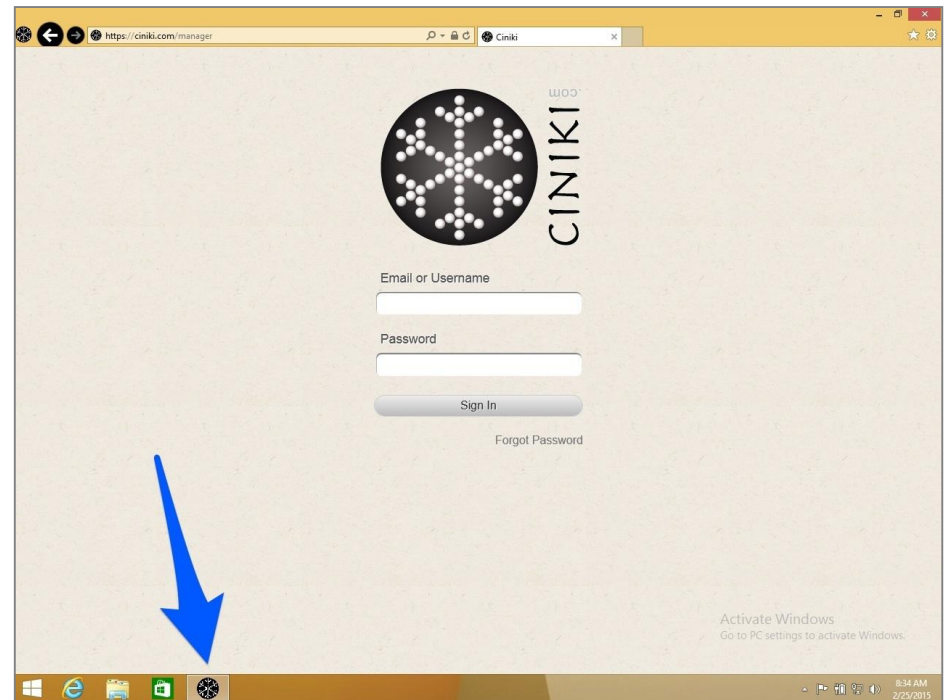 https://ciniki.com/manager
Ciniki
.com
CINIKI
Email or Username
Password
Sign In
Forgot Password
Activate Windows
Go to PC settings to activate Windows.
8:34 AM
2/25/2015